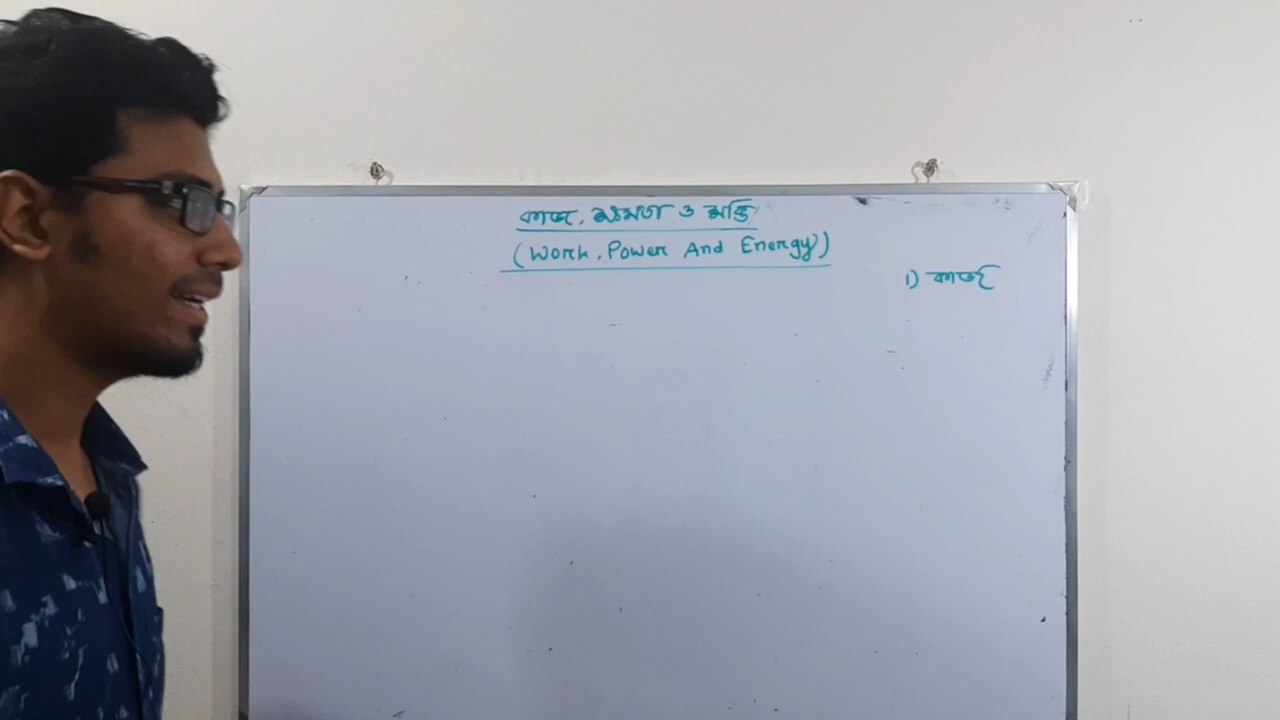 কাজ, ক্ষমতা ও শক্তি
(Work, Power And Energy)
1) কাজ